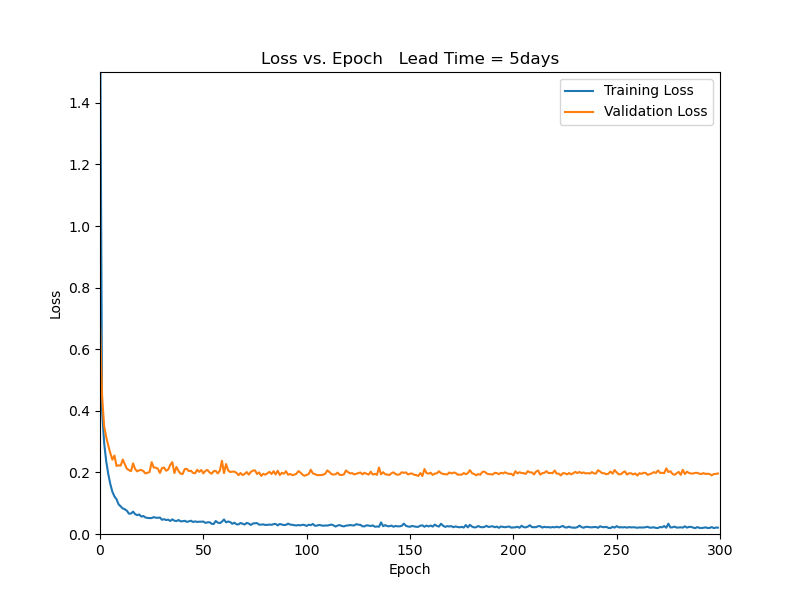 Loss vs. Epoch   Lead Time = 5days
Training Loss
Validation Loss
Loss
1.4
1.2
1.0
0.8
0.6
0.4
0.2
0.0
0 50 100 150 200 250 300
Epoch